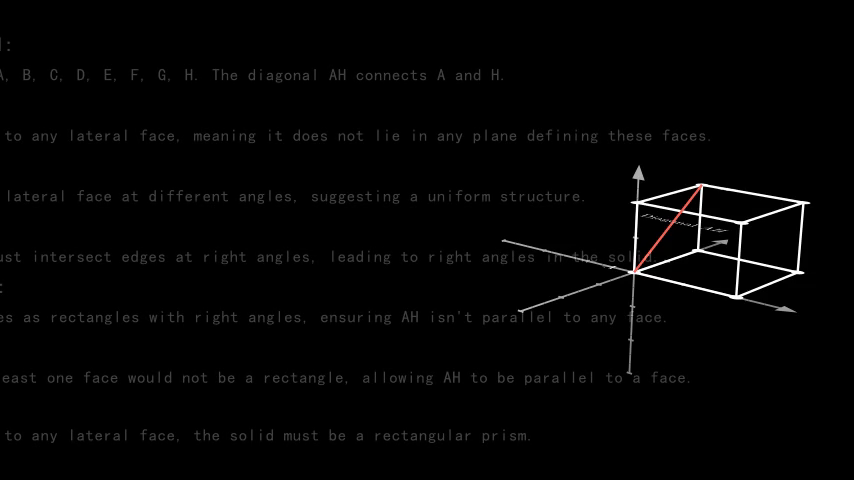 :
A, B, C, D, E, F, G, H. The diagonal AH connects A and H.
to any lateral face, meaning it does not lie in any plane defining these faces.
lateral face at different angles, suggesting a uniform structure.
Diagonal AH
ust intersect edges at right angles, leading to right angles in the solid.
:
es as rectangles with right angles, ensuring AH isn't parallel to any face.
east one face would not be a rectangle, allowing AH to be parallel to a face.
to any lateral face, the solid must be a rectangular prism.